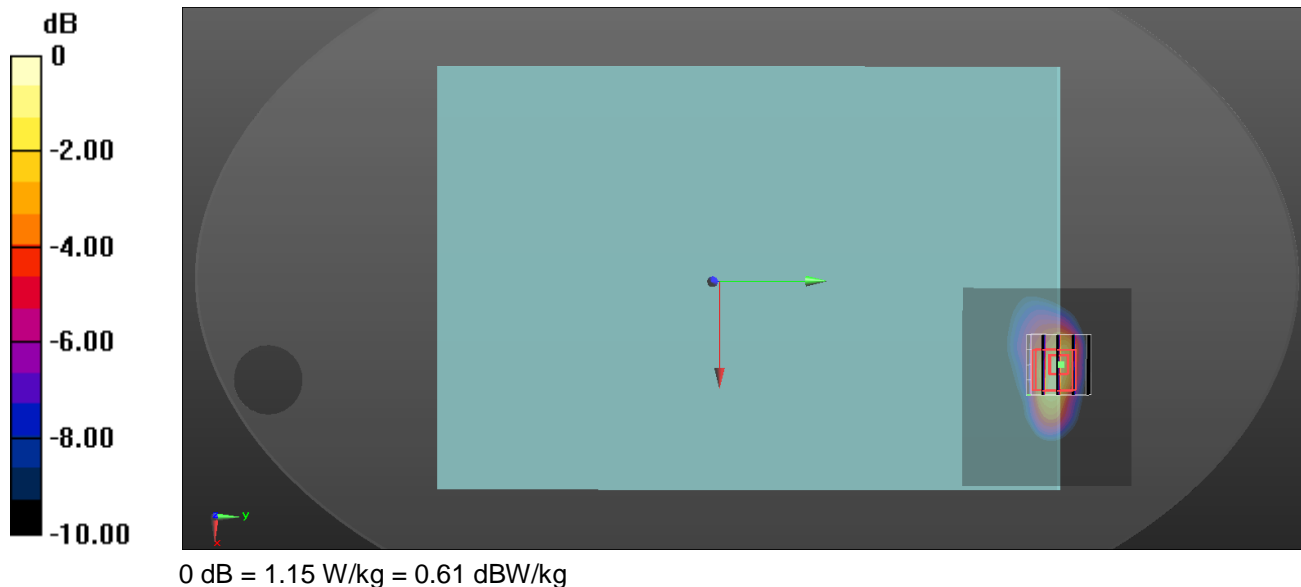 dB
0
-2.00
-4.00
-6.00
-8.00
-10.00
y
x
0 dB = 1.15 W/kg = 0.61 dBW/kg